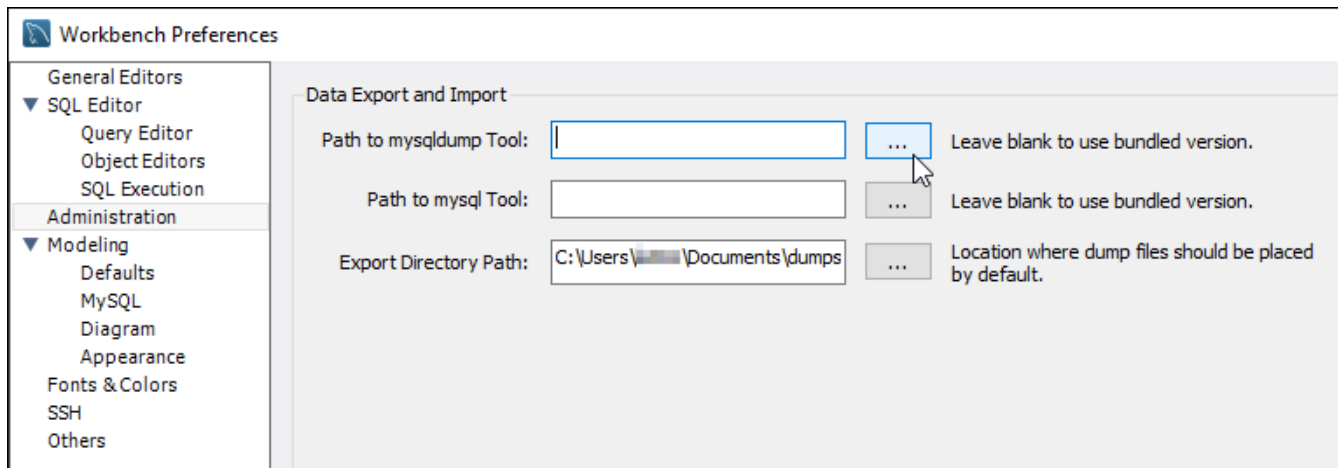 Workbench Preferences
General Editors
SQL Editor
Query Editor
Object Editors
SQL Execution
Administration
Modeling
Defaults
MySQL
Diagram
Appearance
Fonts & Colors
SSH
Others
Data Export and Import
Path to mysqldump Tool:
...
Leave blank to use bundled version.
Path to mysql Tool:
...
Leave blank to use bundled version.
Export Directory Path:
C:\Users\ \Documents\dumps
...
Location where dump files should be placed
by default.